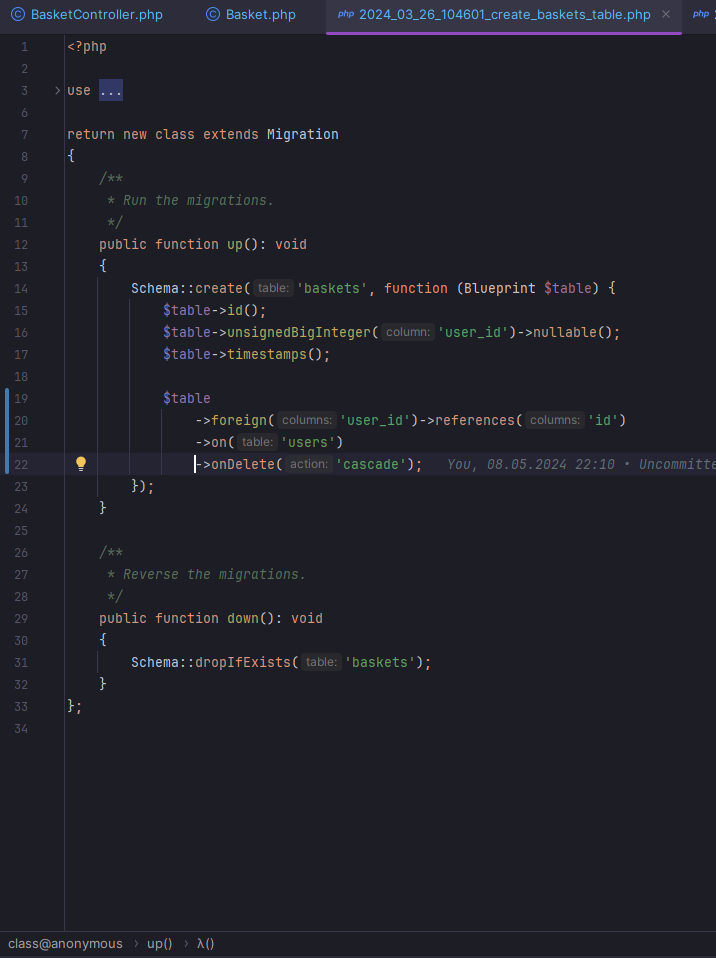 BasketController.php Basket.php php 2024_03_26_104601_create_baskets_table.php × php
1 <?php
2
3 > use ...
6
7 return new class extends Migration
8 {
9 /**
10 * Run the migrations.
11 */
12 public function up(): void
13 {
14 Schema::create( table: 'baskets', function (Blueprint $table) {
15 $table->id();
16 $table->unsignedBigInteger( column: 'user_id')->nullable();
17 $table->timestamps();
18
19 $table
20 ->foreign( columns: 'user_id')->references( columns: 'id')
21 ->on( table: 'users')
22 ->onDelete( action: 'cascade'); You, 08.05.2024 22:10 • Uncommitte
23 });
24 }
25
26 /**
27 * Reverse the migrations.
28 */
29 public function down(): void
30 {
31 Schema::dropIfExists( table: 'baskets');
32 }
33 };
34
class@anonymous > up() > λ()